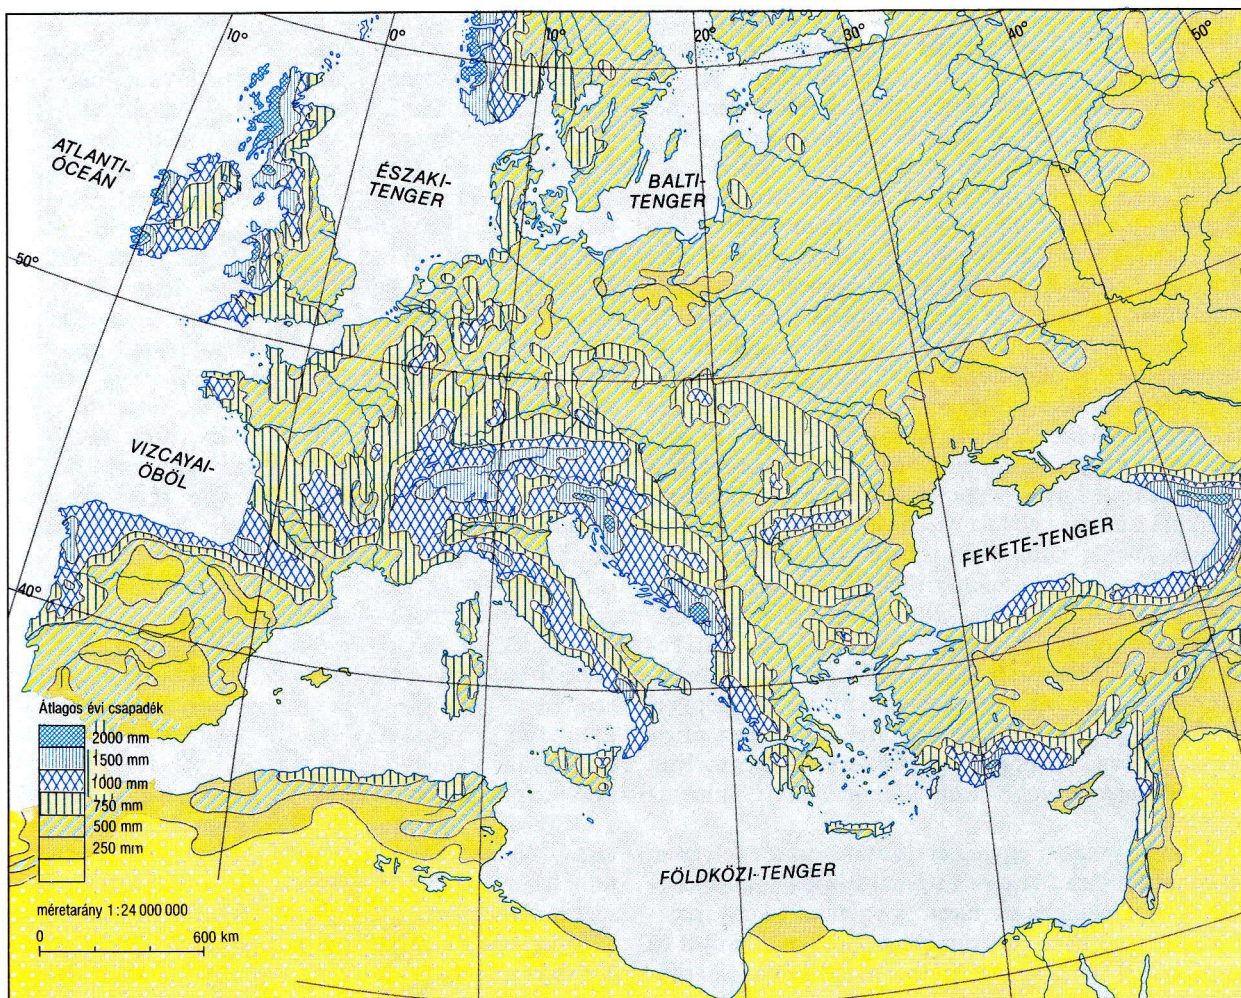 10°
0°
10°
20°
30°
40°
50°
ATLANTI-
ÓCEÁN
ÉSZAKI-
TENGER
BALTI-
TENGER
50°
VIZCAYAI-
ÖBÖL
FEKETE-TENGER
40°
Átlagos évi csapadék
2000 mm
1500 mm
1000 mm
750 mm
500 mm
250 mm
FÖLDKÖZI-TENGER
méretarány 1:24 000 000
0 600 km